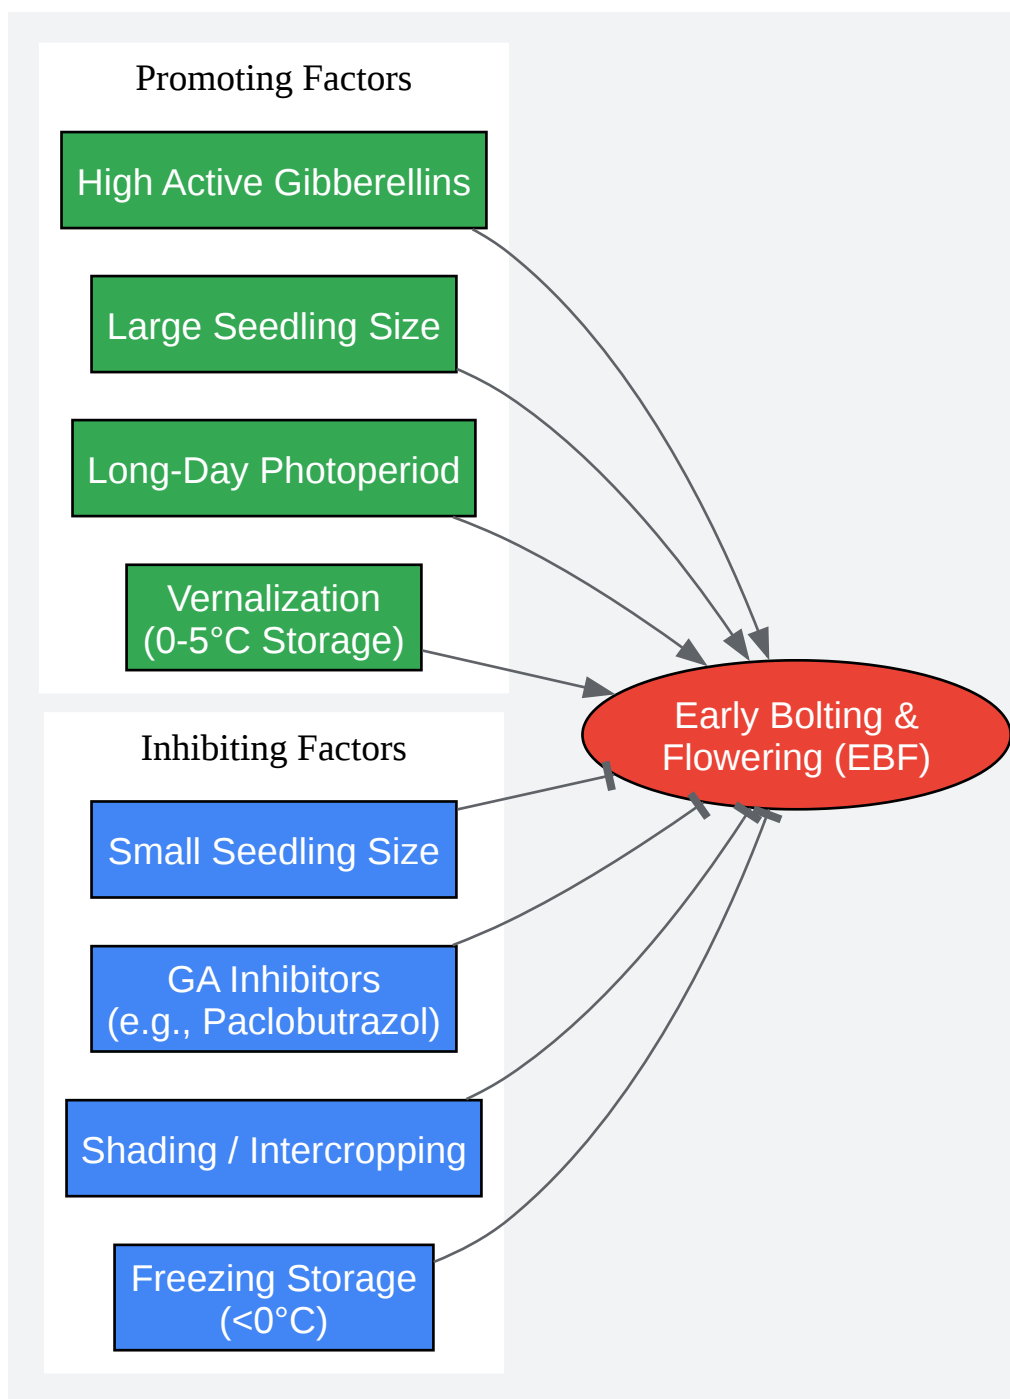 Promoting Factors
High Active Gibberellins
Large Seedling Size
Long-Day Photoperiod
Vernalization
(0-5°C Storage)
Early Bolting &
Flowering (EBF)
Inhibiting Factors
Small Seedling Size
GA Inhibitors
(e.g., Paclobutrazol)
Shading / Intercropping
Freezing Storage
(<0°C)